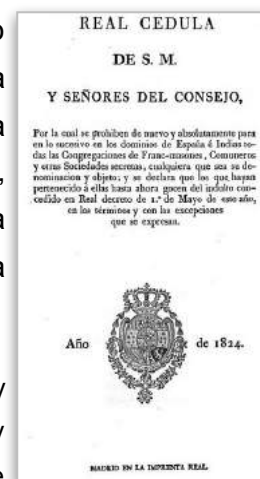 REAL CEDULA
DE S. M.
Y SEÑORES DEL CONSEJO,
Por la cual se prohiben de nuevo y absolutamente para
en lo sucesivo en los dominios de España é Indias to-
das las Congregaciones de Franc-masones, Comuneros
y otras Sociedades secretas, cualquiera que sea su de-
nominacion y objeto; y se declara que los que hayan
pertenecido á ellas hasta ahora gocen del indulto con-
cedido en Real decreto de 1.º de Mayo de este año,
en los términos y con las excepciones
que se expresan.
Año de 1824.
MADRID EN LA IMPRENTA REAL.